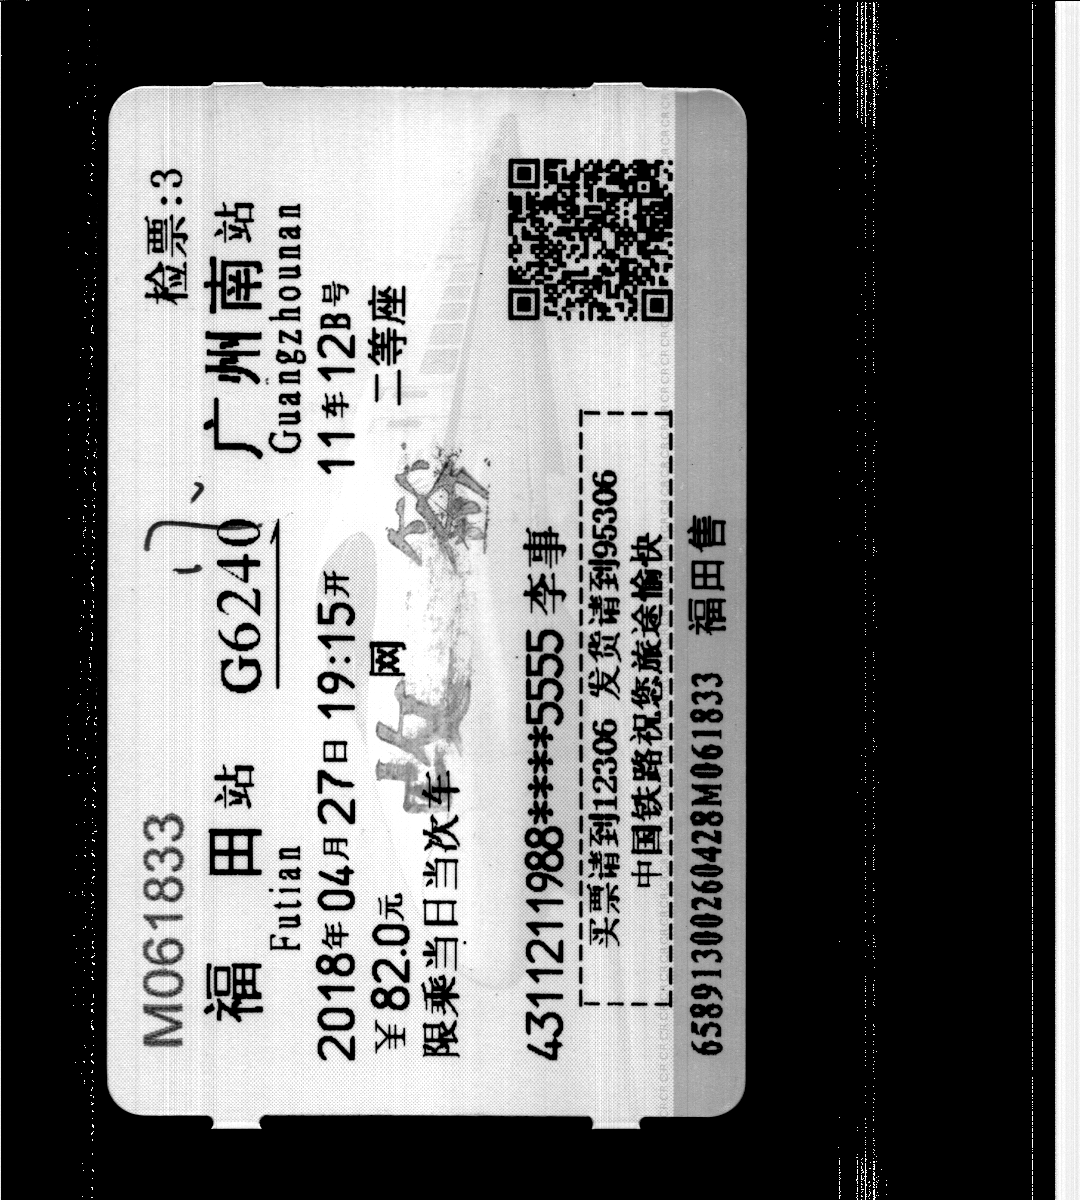 M061833 检票:3
福田站 G6240 广州南站
Futian Guangzhounan
2018年04月27日 19:15开 11车12B号
￥82.0元 网 二等座
限乘当日当次车
4311211988****5555 李事
买票请到12306 发货请到95306
中国铁路祝您旅途愉快
65891300260428M061833 福田售